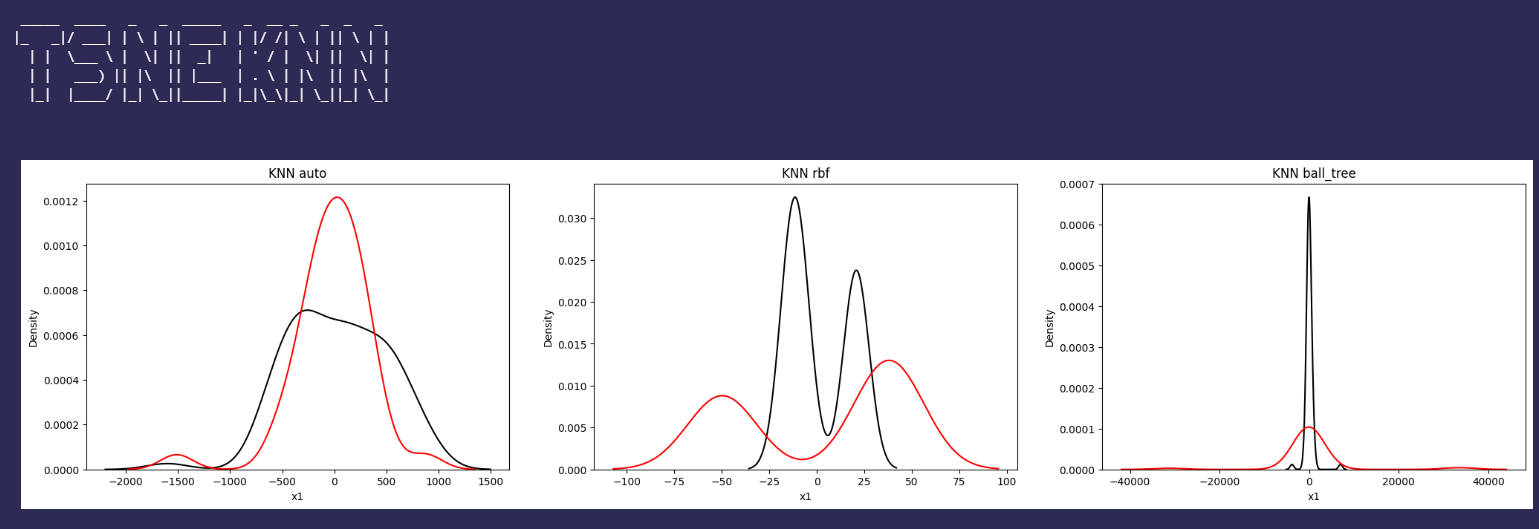 TSNE KNN
KNN auto
KNN rbf
KNN ball_tree
0.0012
0.0010
0.0008
0.0006
0.0004
0.0002
0.0000
Density
−2000 −1500 −1000 −500 0 500 1000 1500
x1
0.030
0.025
0.020
0.015
0.010
0.005
0.000
Density
−100 −75 −50 −25 0 25 50 75 100
x1
0.0007
0.0006
0.0005
0.0004
0.0003
0.0002
0.0001
0.0000
Density
−40000 −20000 0 20000 40000
x1